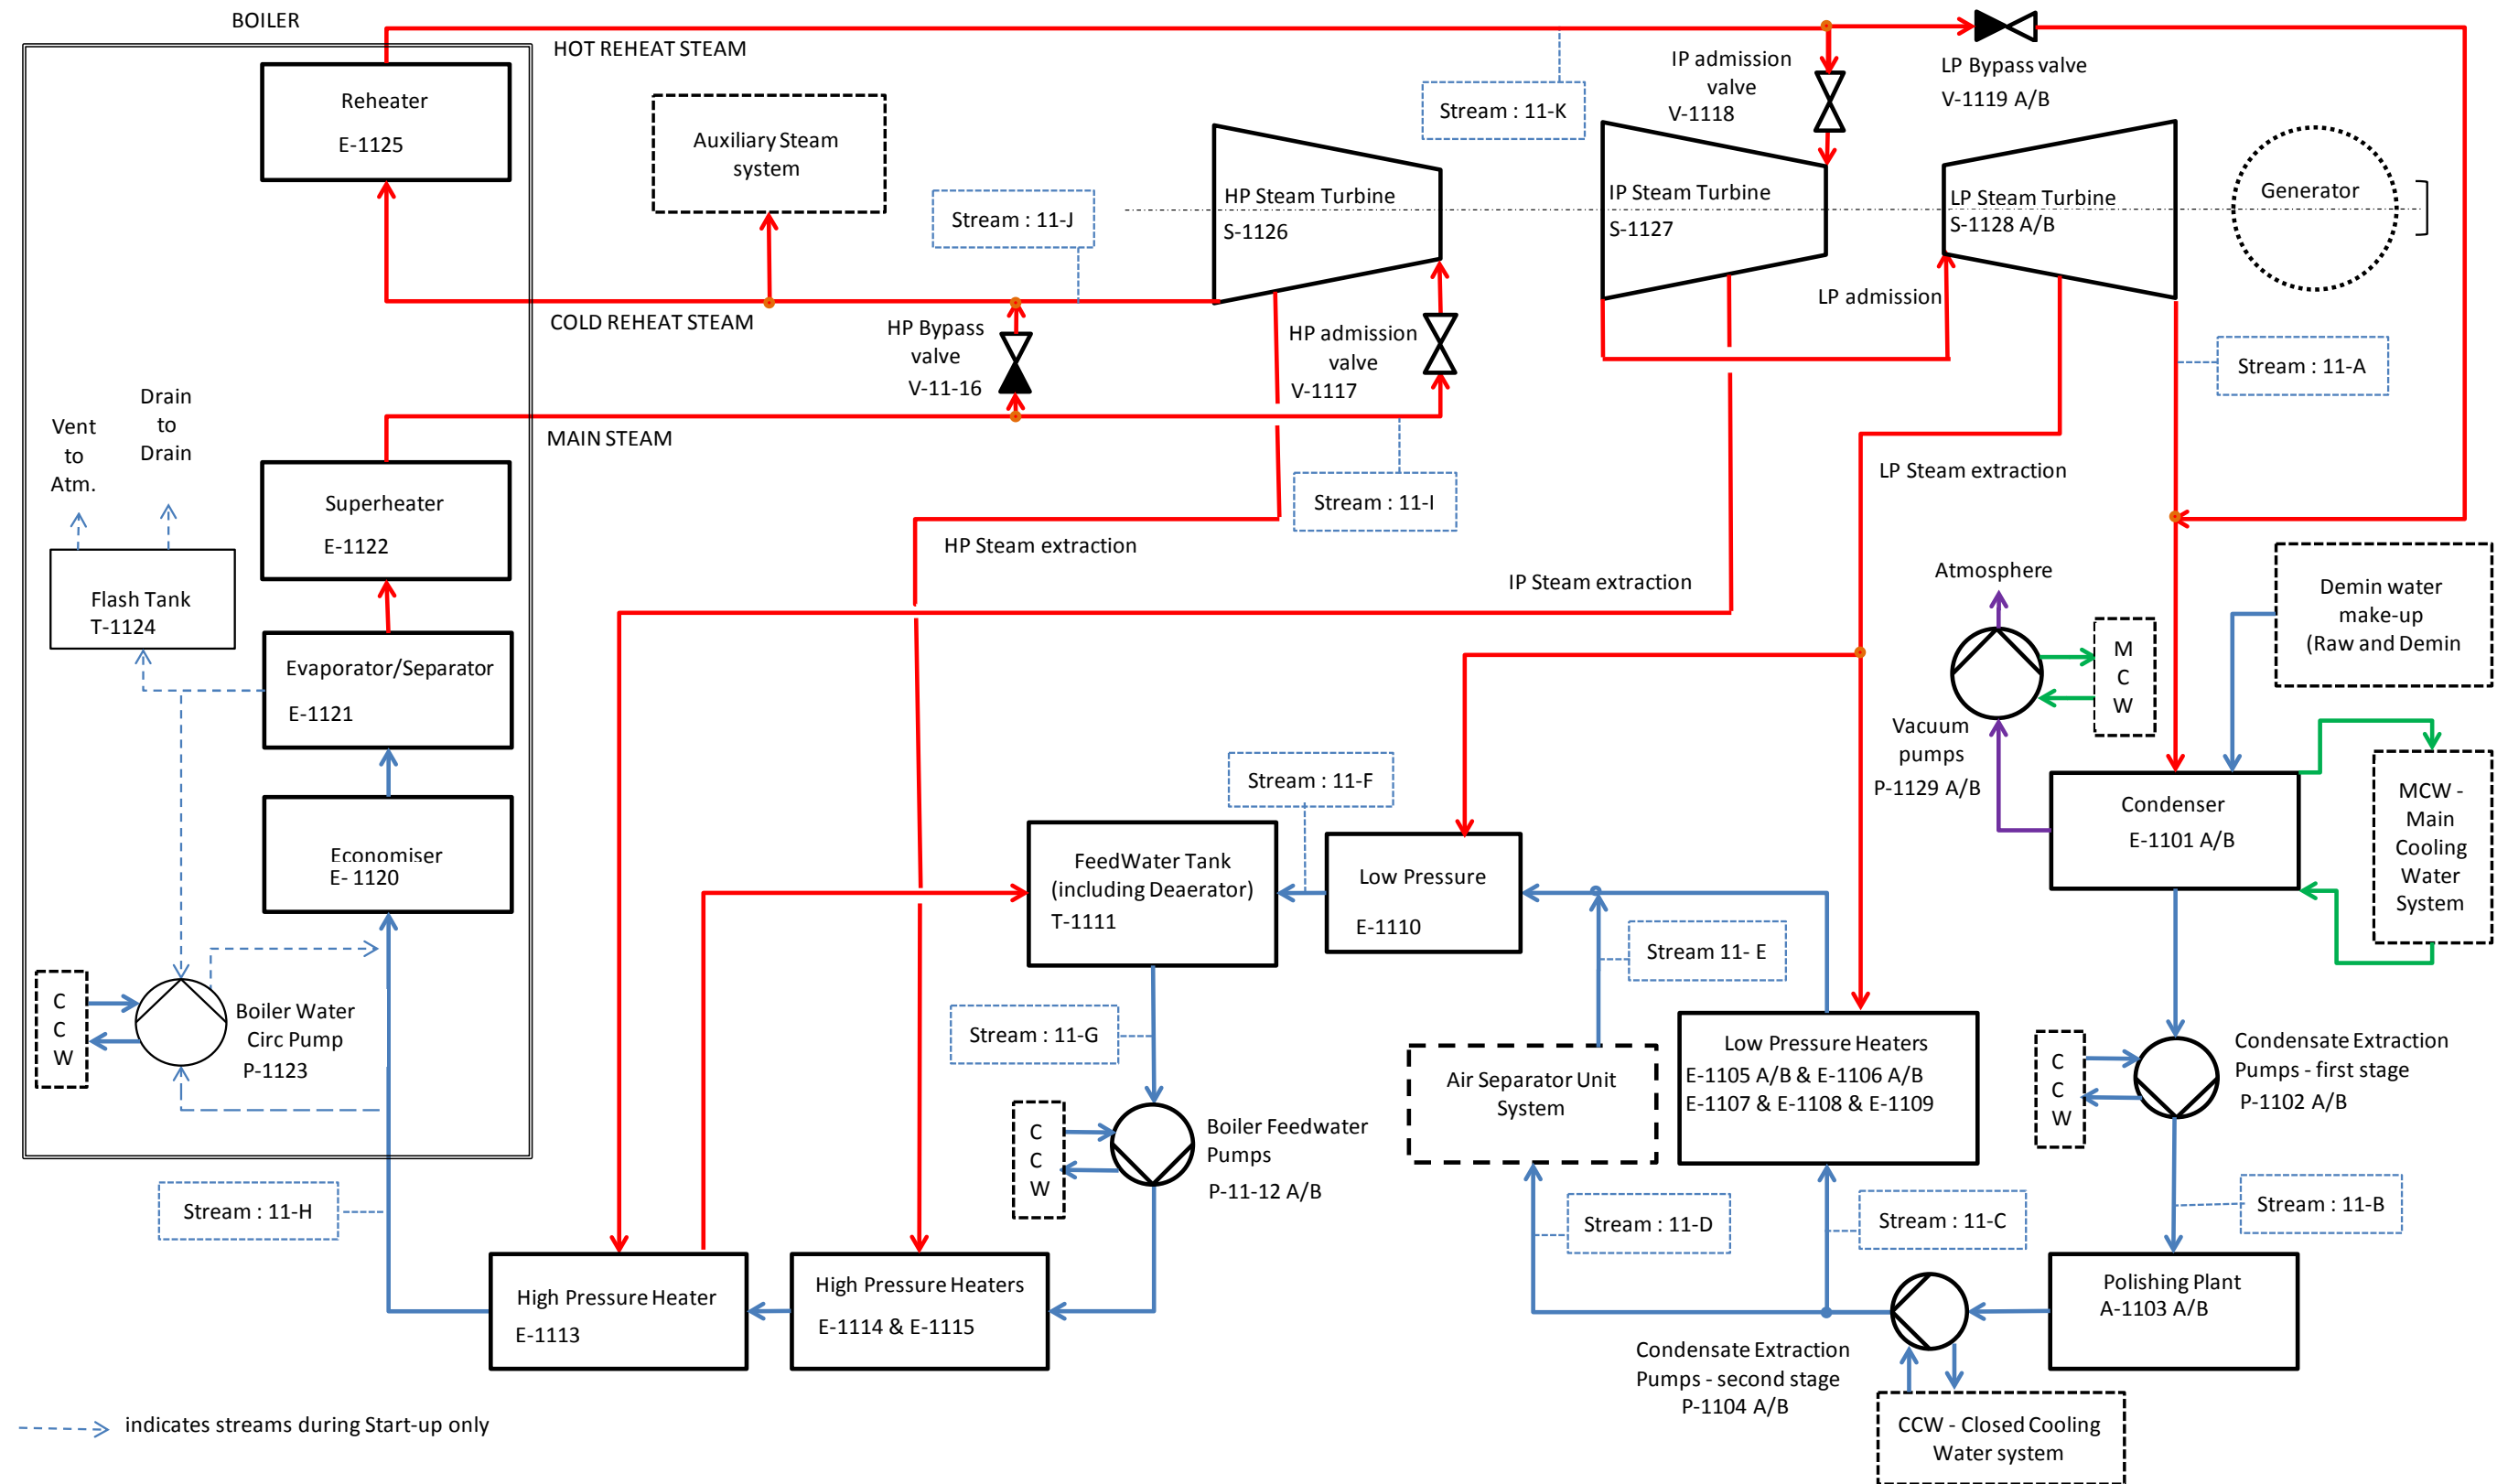 BOILER
HOT REHEAT STEAM
Reheater
E-1125
Auxiliary Steam
system
Stream : 11-J
Stream : 11-K
IP admission
valve
V-1118
LP Bypass valve
V-1119 A/B
HP Steam Turbine
S-1126
IP Steam Turbine
S-1127
LP Steam Turbine
S-1128 A/B
Generator
LP admission
COLD REHEAT STEAM
HP Bypass
valve
V-11-16
HP admission
valve
V-1117
Stream : 11-A
Vent
to
Atm.
Drain
to
Drain
MAIN STEAM
Superheater
E-1122
Stream : 11-I
LP Steam extraction
HP Steam extraction
IP Steam extraction
Flash Tank
T-1124
Evaporator/Separator
E-1121
Atmosphere
M
C
W
Demin water
make-up
(Raw and Demin
Vacuum
pumps
P-1129 A/B
Stream : 11-F
Economiser
E- 1120
FeedWater Tank
(including Deaerator)
T-1111
Low Pressure
E-1110
Condenser
E-1101 A/B
MCW -
Main
Cooling
Water
System
Stream 11- E
C
C
W
Boiler Water
Circ Pump
P-1123
Stream : 11-G
Air Separator Unit
System
Low Pressure Heaters
E-1105 A/B & E-1106 A/B
E-1107 & E-1108 & E-1109
C
C
W
Condensate Extraction
Pumps - first stage
P-1102 A/B
C
C
W
Boiler Feedwater
Pumps
P-11-12 A/B
Stream : 11-H
Stream : 11-D
Stream : 11-C
Stream : 11-B
High Pressure Heater
E-1113
High Pressure Heaters
E-1114 & E-1115
Polishing Plant
A-1103 A/B
Condensate Extraction
Pumps - second stage
P-1104 A/B
CCW - Closed Cooling
Water system
indicates streams during Start-up only